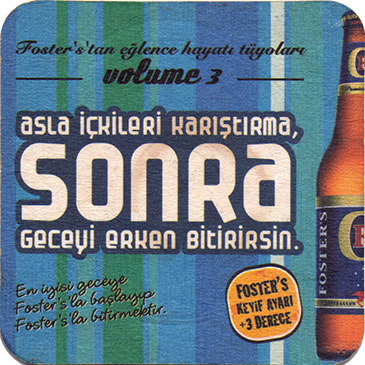 Foster's'tan eğlence hayatı tüyoları
volume 3
asla içkileri karıştırma,
SONRA
geceyi erken bitirirsin.
En iyisi geceye
Foster's'la başlayıp
Foster's'la bitirmektir.
FOSTER'S
KEYİF AYARI
+3 DERECE
FOSTER'S